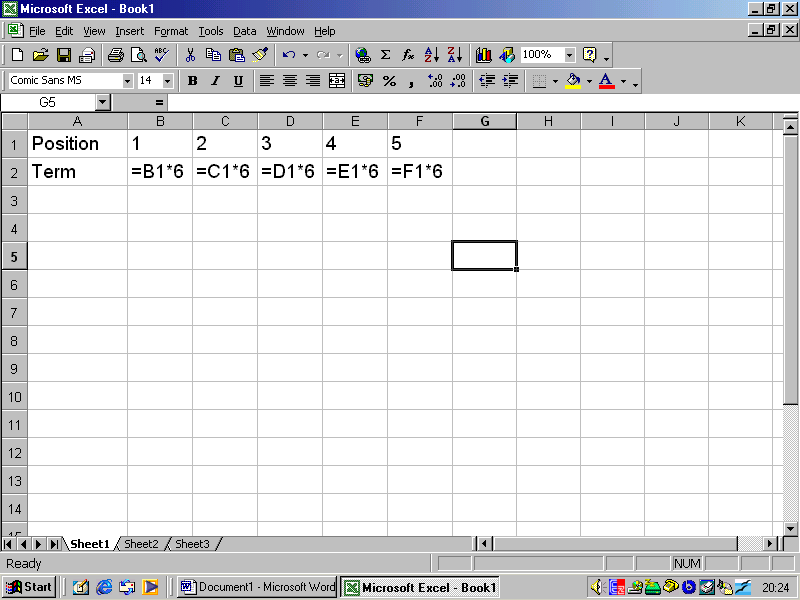 Microsoft Excel - Book1
File Edit View Insert Format Tools Data Window Help
100%
Comic Sans MS 14 B I U
G5 =
A B C D E F G H I J K
1 Position 1 2 3 4 5
2 Term =B1*6 =C1*6 =D1*6 =E1*6 =F1*6
3
4
5
6
7
8
9
10
11
12
13
14
15
Sheet1 Sheet2 Sheet3
Ready NUM
Start Document1 - Microsoft Word Microsoft Excel - Book1 20:24